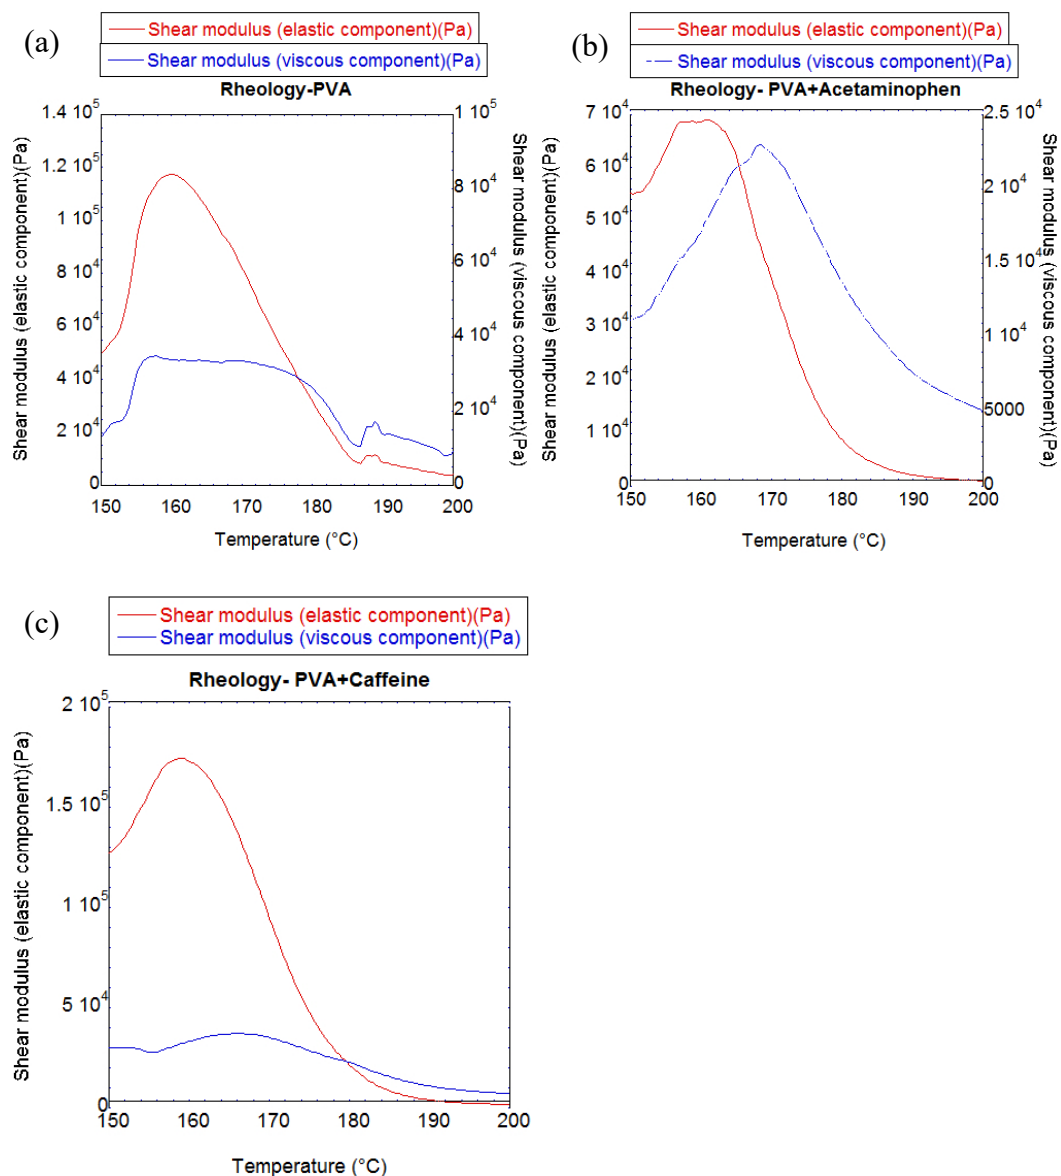 (a)
Shear modulus (elastic component)(Pa)
Shear modulus (viscous component)(Pa)
Rheology-PVA
Shear modulus (elastic component)(Pa)
1.4 10^5
1.2 10^5
1 10^5
8 10^4
6 10^4
4 10^4
2 10^4
0
1 10^5
8 10^4
6 10^4
4 10^4
2 10^4
0
Shear modulus (viscous component)(Pa)
150 160 170 180 190 200
Temperature (°C)
(b)
Shear modulus (elastic component)(Pa)
Shear modulus (viscous component)(Pa)
Rheology- PVA+Acetaminophen
Shear modulus (elastic component)(Pa)
7 10^4
6 10^4
5 10^4
4 10^4
3 10^4
2 10^4
1 10^4
0
2.5 10^4
2 10^4
1.5 10^4
1 10^4
5000
0
Shear modulus (viscous component)(Pa)
150 160 170 180 190 200
Temperature (°C)
(c)
Shear modulus (elastic component)(Pa)
Shear modulus (viscous component)(Pa)
Rheology- PVA+Caffeine
Shear modulus (elastic component)(Pa)
2 10^5
1.5 10^5
1 10^5
5 10^4
0
150 160 170 180 190 200
Temperature (°C)